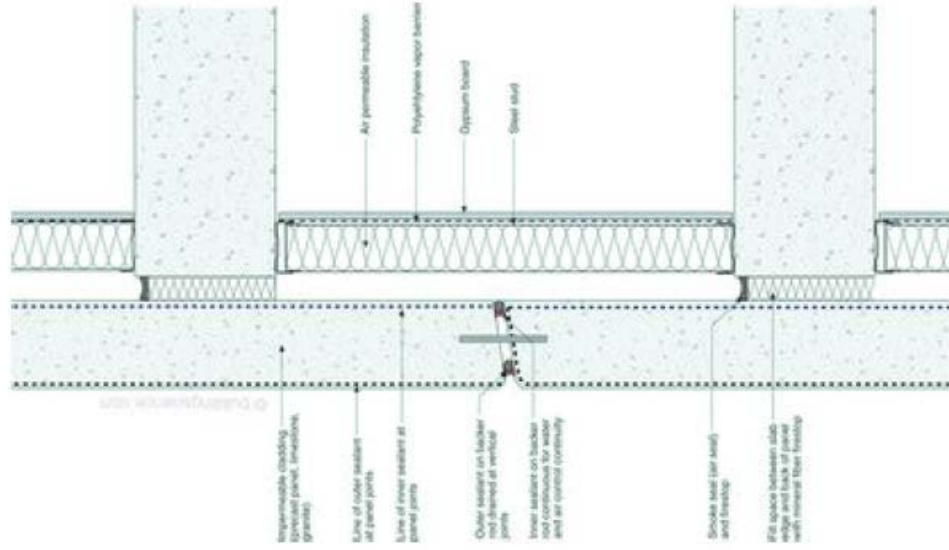 Air permeable insulation
Polyethylene vapor barrier
Gypsum board
Steel stud
Impermeable cladding
(precast panel, limestone,
granite)
Line of outer sealant
at panel joints
Line of inner sealant at
panel joints
Outer sealant on backer
rod drained at vertical
joints
Inner sealant on backer
rod continuous for water
and air control continuity
Smoke seal (air seal)
and firestop
Fill space between slab
edge and back of panel
with mineral fiber firestop
© buildingscience.com